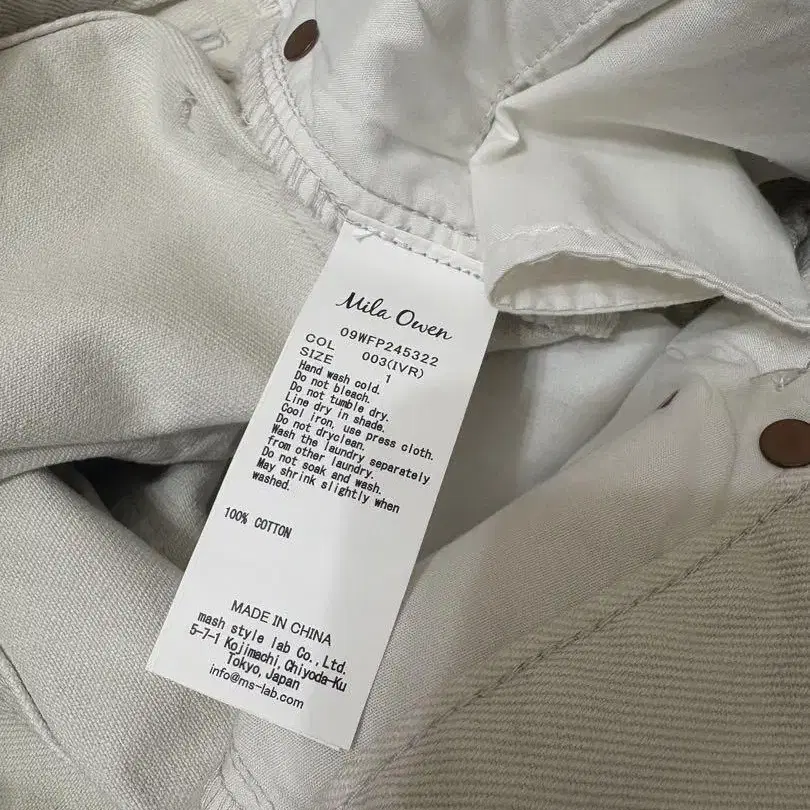 Mila Owen
09WFP245322
COL 003(IVR)
SIZE 1
Hand wash cold.
Do not bleach.
Do not tumble dry.
Line dry in shade.
Cool iron, use press cloth.
Do not dryclean.
Wash the laundry separately
from other laundry.
Do not soak and wash.
May shrink slightly when
washed.
100% COTTON
MADE IN CHINA
mash style lab Co.,Ltd.
5-7-1 Kojimachi,Chiyoda-Ku
Tokyo,Japan
info@ms-lab.com